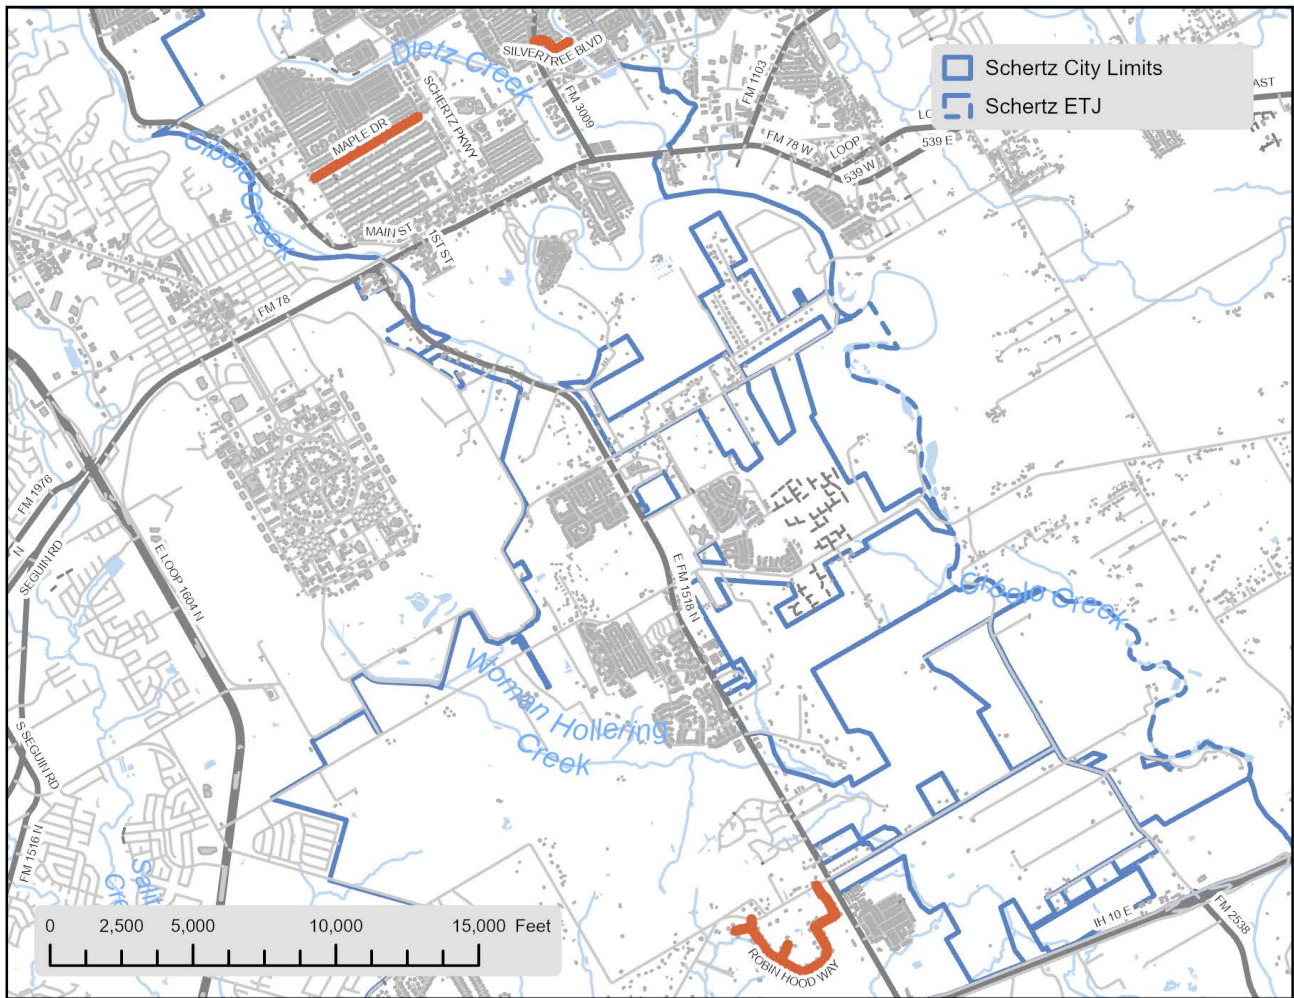 Dietz Creek
SILVERTREE BLVD
Schertz City Limits
Schertz ETJ
SCHERTZ PKWY
FM 3009
FM 1103
MAPLE DR
FM 78 W
LOOP
539 E
539 W
Cibolo Creek
MAIN ST
1ST ST
FM 78
FM 1976
N
SEGUIN RD
E LOOP 1604 N
E FM 1518 N
Cibolo Creek
Woman Hollering
Creek
S SEGUIN RD
FM 1516 N
IH 10 E
FM 2538
ROBIN HOOD WAY
0 2,500 5,000 10,000 15,000 Feet